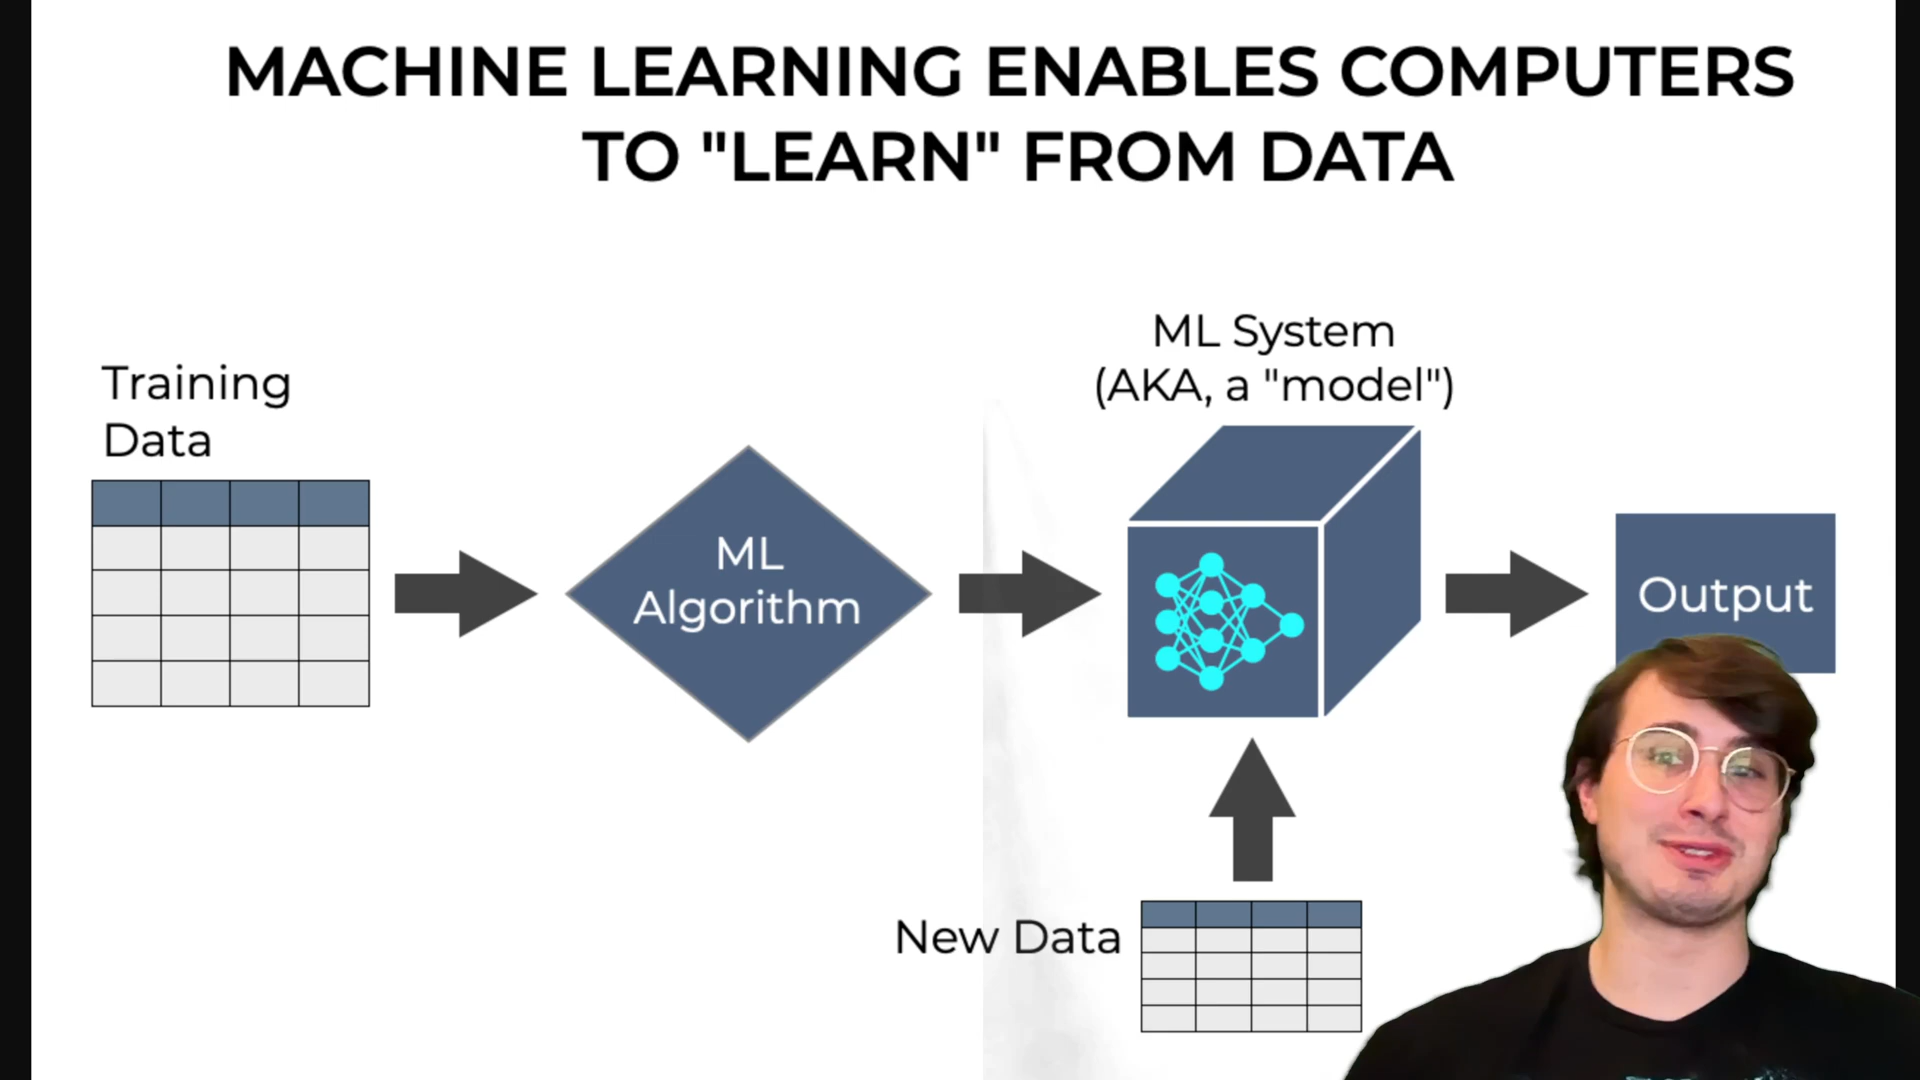 MACHINE LEARNING ENABLES COMPUTERS
TO "LEARN" FROM DATA
Training
Data
ML
Algorithm
ML System
(AKA, a "model")
Output
New Data